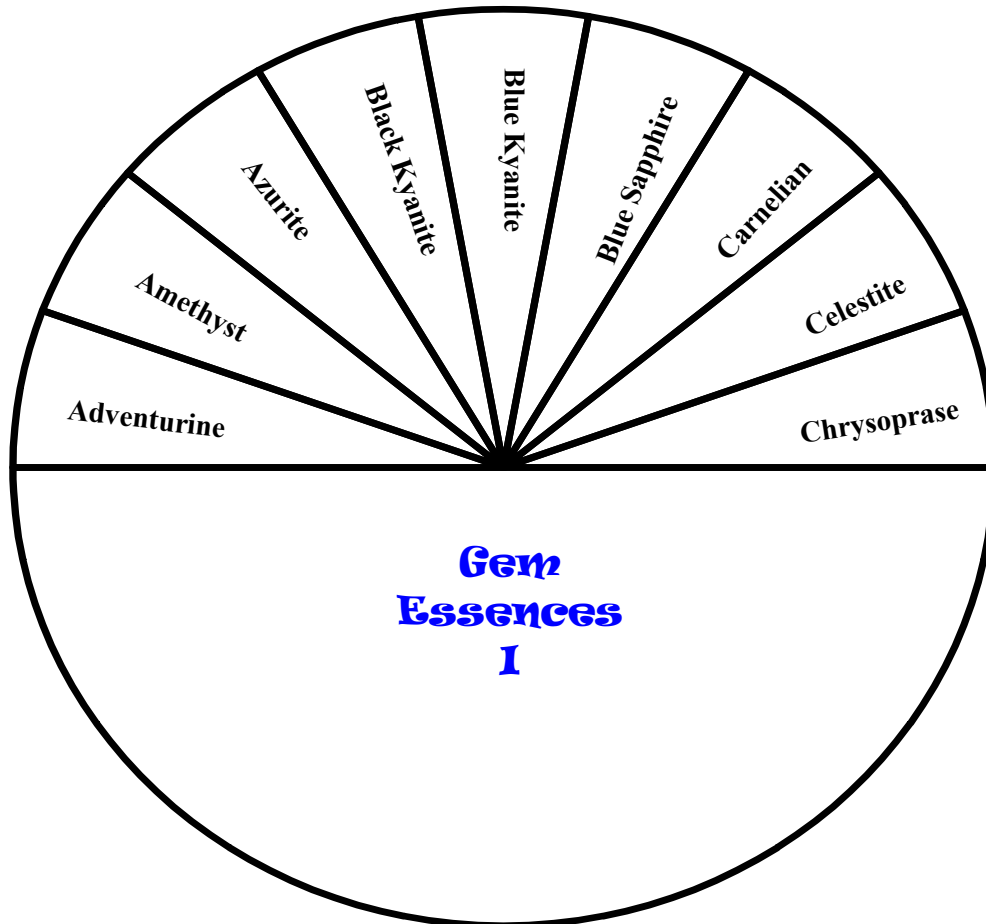 Adventurine
Amethyst
Azurite
Black Kyanite
Blue Kyanite
Blue Sapphire
Carnelian
Celestite
Chrysoprase
Gem
Essences
I